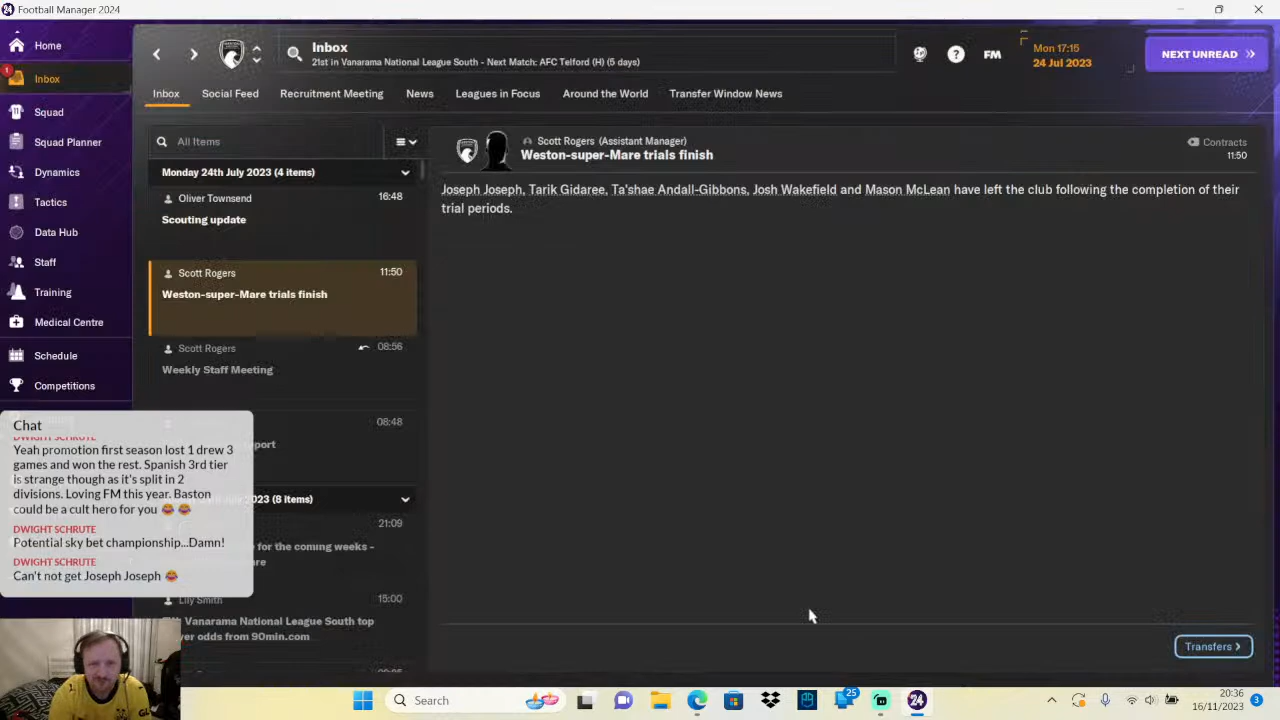 24 Football Manager 2024
Home
Inbox
21st in Vanarama National League South - Next Match: AFC Telford (H) (5 days)
FM
Mon 17:15
24 Jul 2023
NEXT UNREAD
1
Inbox
Squad
Squad Planner
Dynamics
Tactics
Data Hub
Staff
Training
Medical Centre
Schedule
Competitions
Inbox Social Feed Recruitment Meeting News Leagues in Focus Around the World Transfer Window News
All Items
Monday 24th July 2023 (4 items)
Oliver Townsend 16:48
Scouting update
Scott Rogers 11:50
Weston-super-Mare trials finish
Scott Rogers 08:56
Weekly Staff Meeting
08:48
port
2023 (8 items)
21:09
e for the coming weeks -
are
Lily Smith 15:00
Vanarama National League South top
yer odds from 90min.com
Scott Rogers (Assistant Manager)
Weston-super-Mare trials finish
Contracts
11:50
Joseph Joseph, Tarik Gidaree, Ta'shae Andall-Gibbons, Josh Wakefield and Mason McLean have left the club following the completion of their
trial periods.
Transfers
Chat
DWIGHT SCHRUTE
Yeah promotion first season lost 1 drew 3
games and won the rest. Spanish 3rd tier
is strange though as it's split in 2
divisions. Loving FM this year. Baston
could be a cult hero for you 😂 😂
DWIGHT SCHRUTE
Potential sky bet championship...Damn!
DWIGHT SCHRUTE
Can't not get Joseph Joseph 😂
Search
25
24
20:36
16/11/2023
3